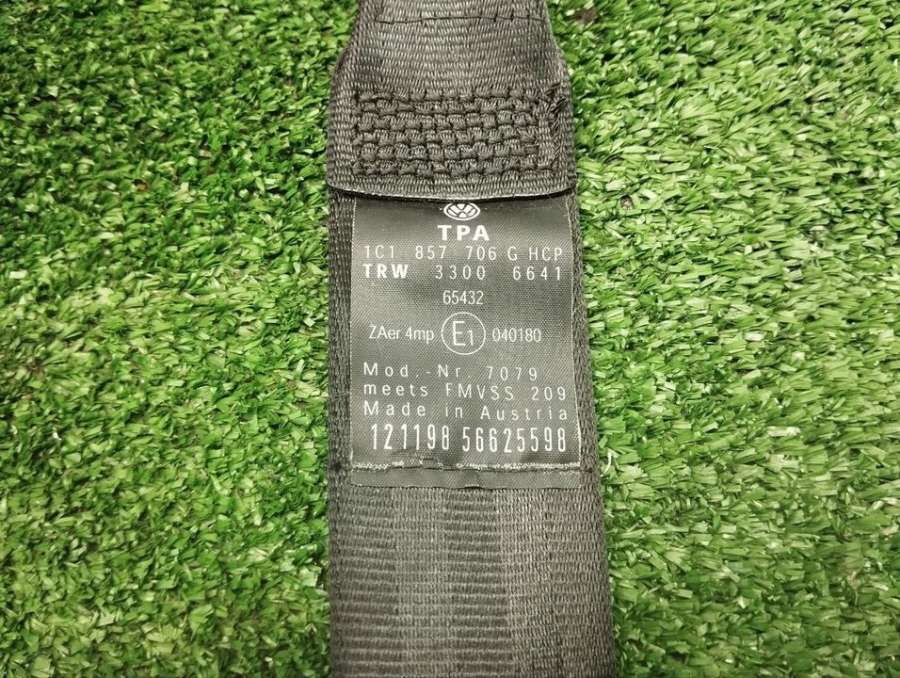 TPA
1C1 857 706 G HCP
TRW 3300 6641
65432
ZAer.4mp E1 040180
Mod.-Nr. 7079
meets FMVSS 209
Made in Austria
121198 56625598